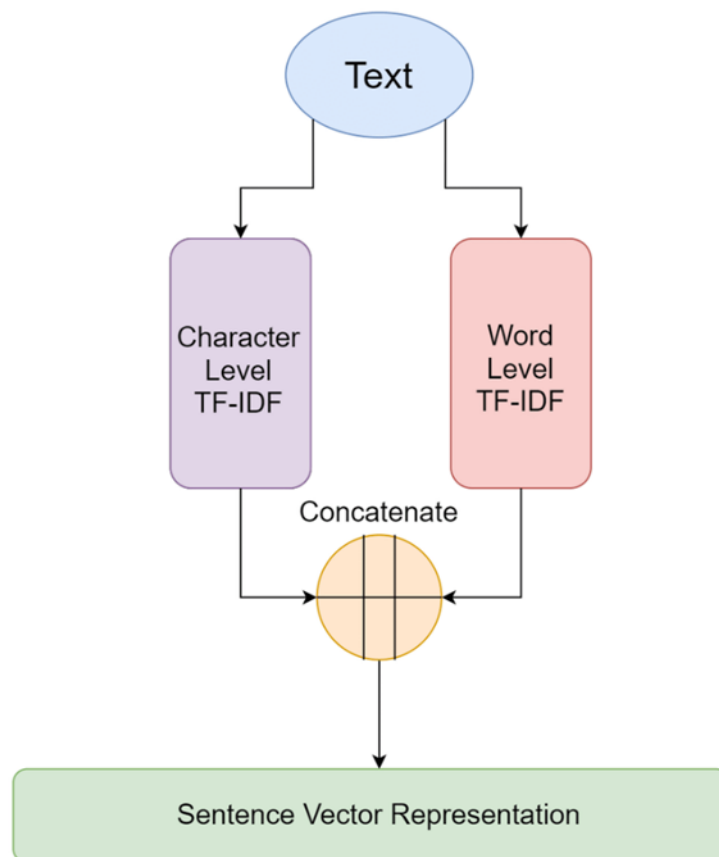 Text
Character
Level
TF-IDF
Word
Level
TF-IDF
Concatenate
Sentence Vector Representation